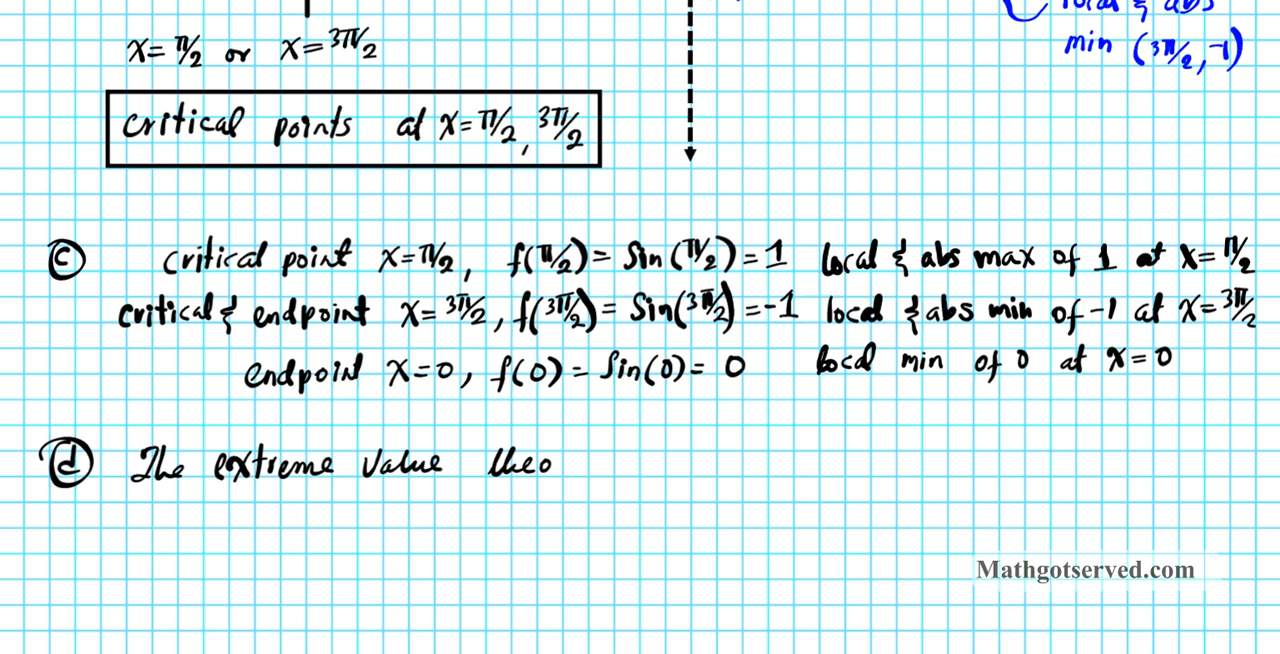 local & abs
min (3π/2, -1)
x = π/2 or x = 3π/2
critical points at x = π/2, 3π/2
c critical point x = π/2, f(π/2) = Sin(π/2) = 1 local & abs max of 1 at x = π/2
critical & endpoint x = 3π/2, f(3π/2) = Sin(3π/2) = -1 local & abs min of -1 at x = 3π/2
endpoint x = 0, f(0) = Sin(0) = 0 local min of 0 at x = 0
d The extreme value theo
Mathgotserved.com